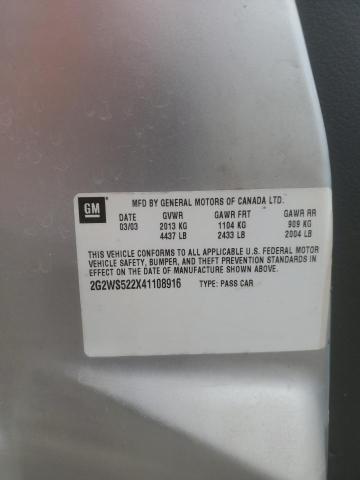 GM
MFD BY GENERAL MOTORS OF CANADA LTD.
DATE GVWR GAWR FRT GAWR RR
03/03 2013 KG 1104 KG 909 KG
4437 LB 2433 LB 2004 LB
THIS VEHICLE CONFORMS TO ALL APPLICABLE U.S. FEDERAL MOTOR
VEHICLE SAFETY, BUMPER, AND THEFT PREVENTION STANDARDS IN
EFFECT ON THE DATE OF MANUFACTURE SHOWN ABOVE.
2G2WS522X41108916 TYPE: PASS CAR